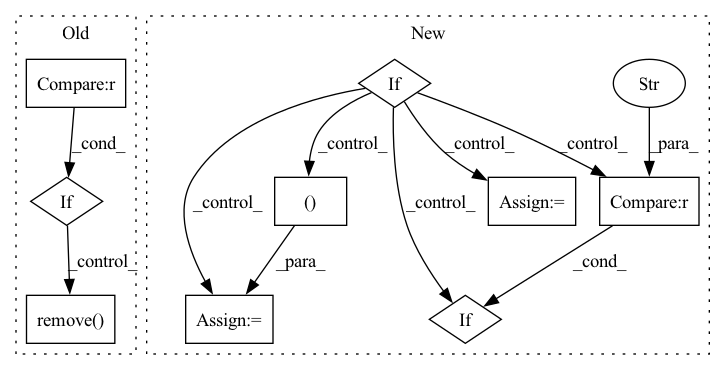 Old
New
Compare:r
If
Str
_cond_
_control_
_control_
_control_
_para_
If
()
Assign:=
Compare:r
_control_
_control_
_control_
_para_
_cond_
remove()
Assign:=
If